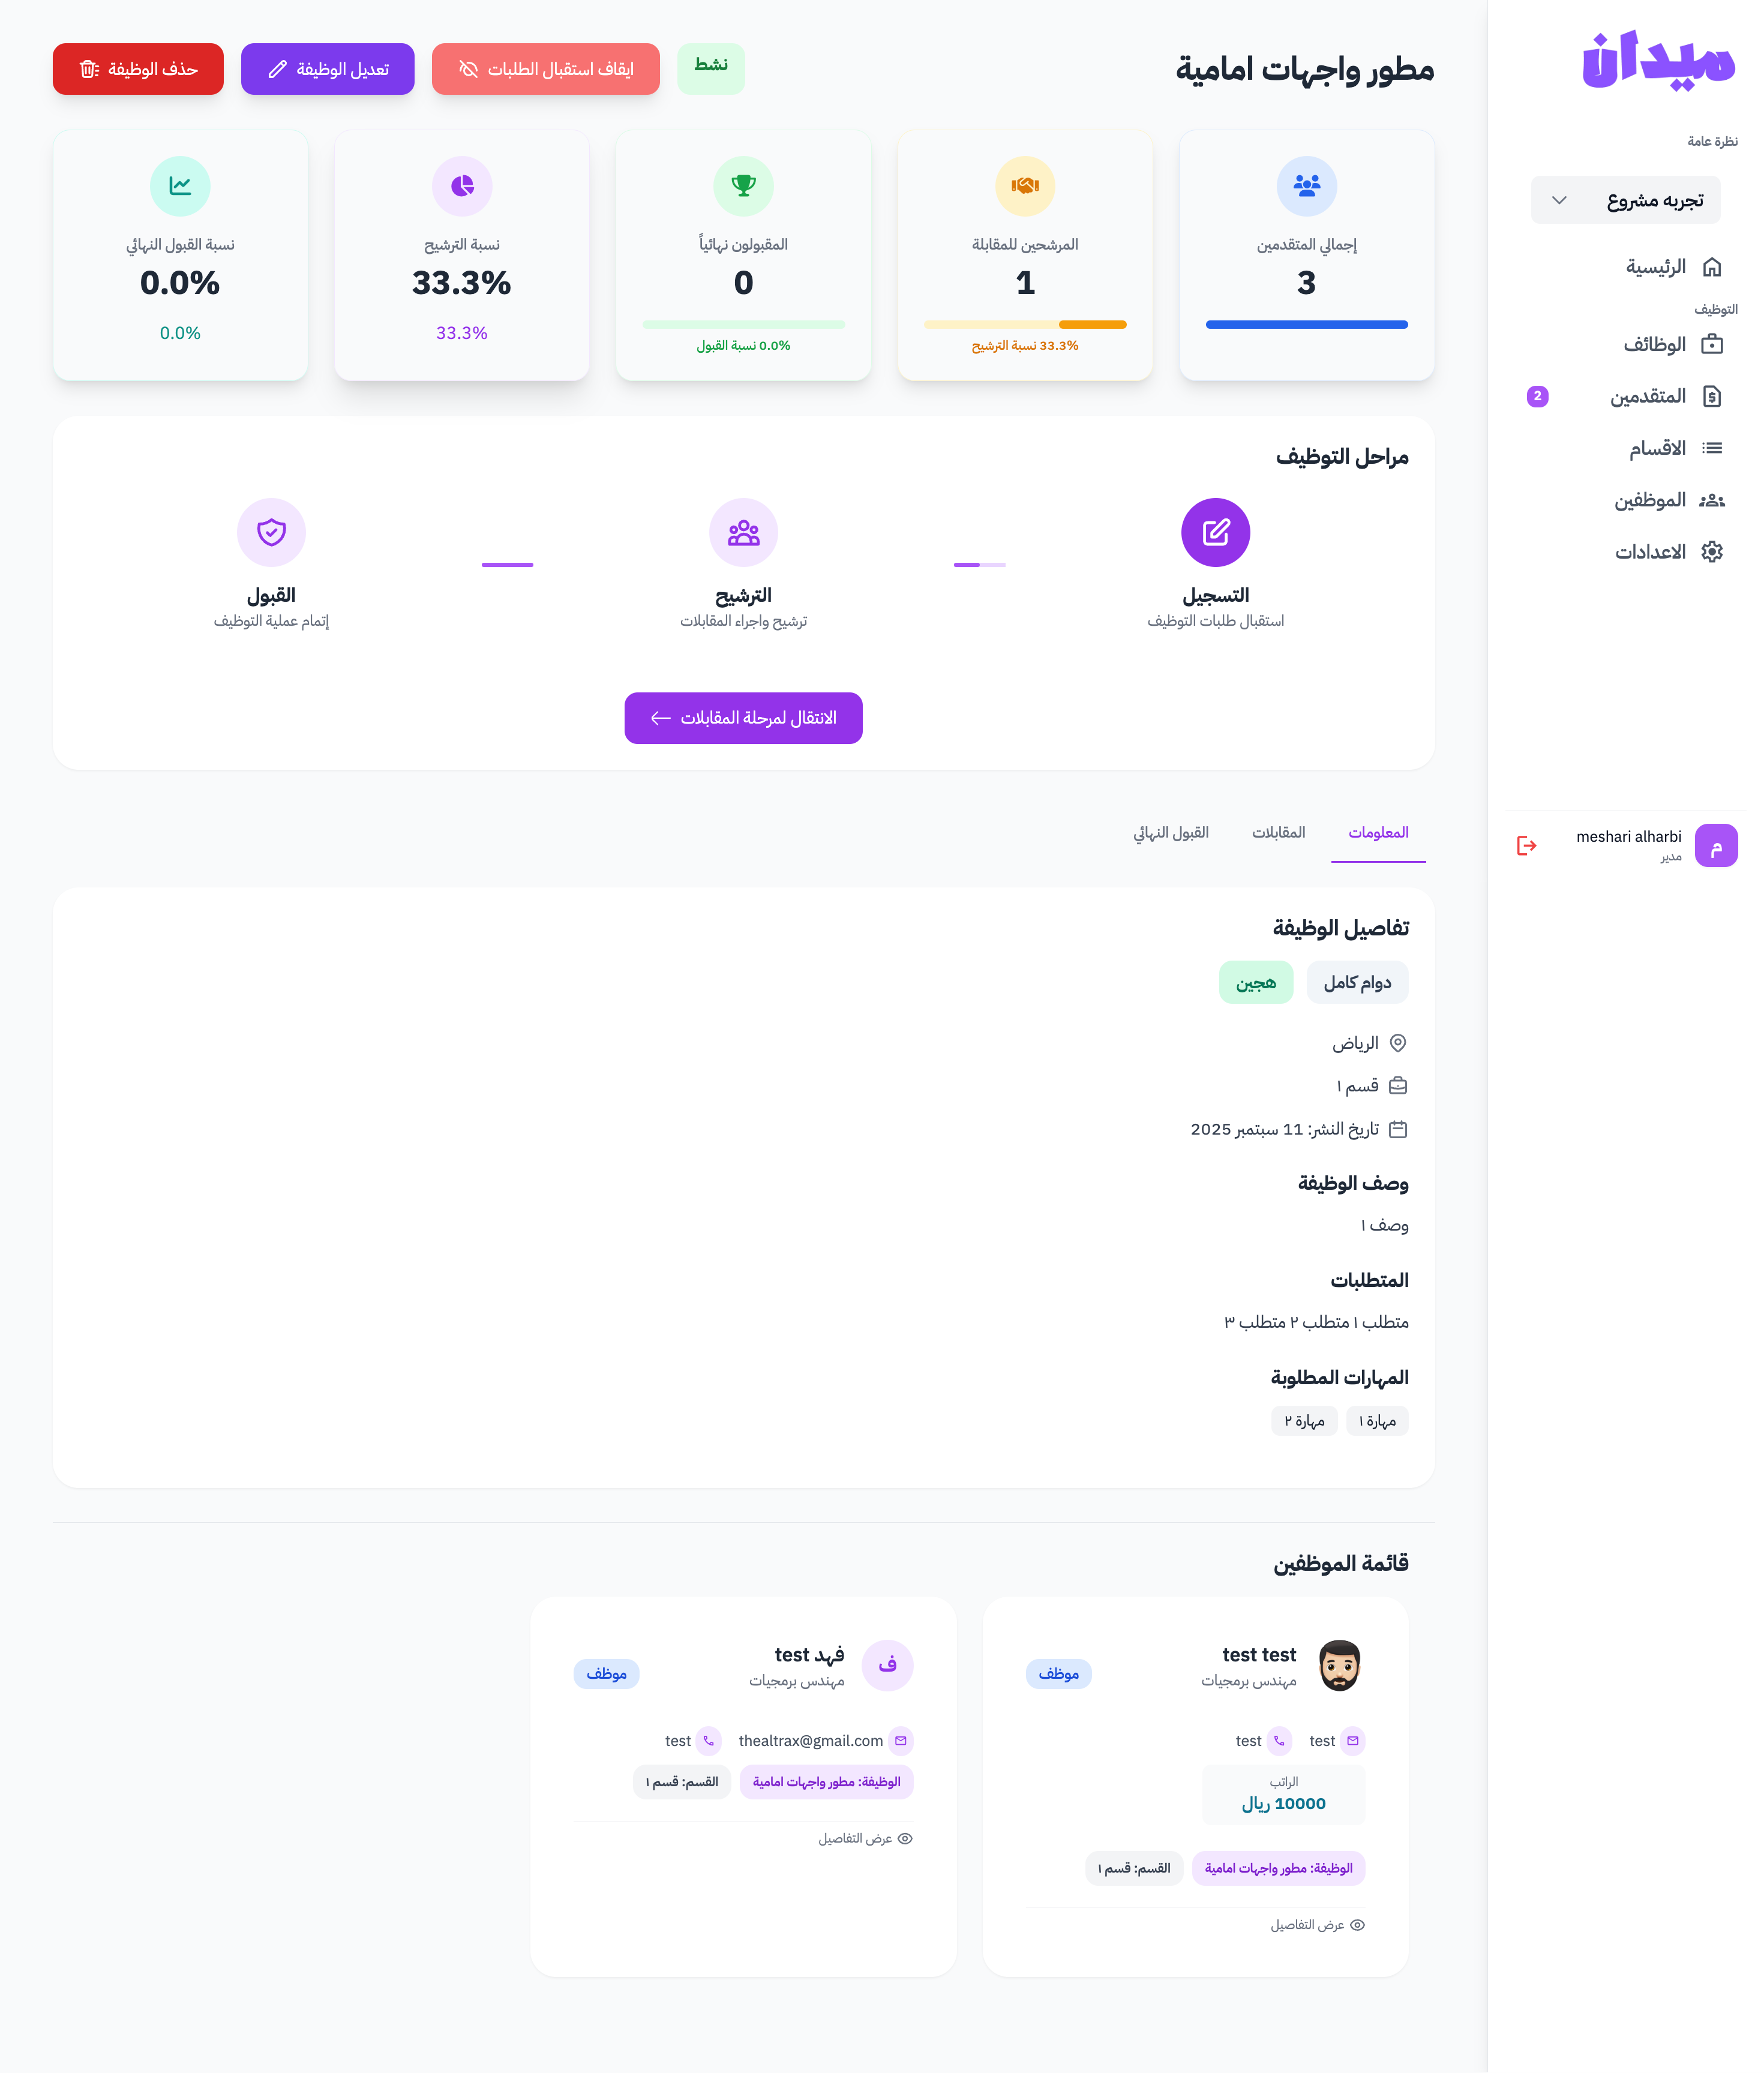 ميدان
نظرة عامة
تجربه مشروع
الرئيسية
التوظيف
الوظائف
المتقدمين
2
الاقسام
الموظفين
الاعدادات
م
meshari alharbi
مدير
مطور واجهات امامية
نشط
ايقاف استقبال الطلبات
تعديل الوظيفة
حذف الوظيفة
إجمالي المتقدمين
3
المرشحين للمقابلة
1
33.3% نسبة الترشيح
المقبولون نهائياً
0
0.0% نسبة القبول
نسبة الترشيح
33.3%
33.3%
نسبة القبول النهائي
0.0%
0.0%
مراحل التوظيف
التسجيل
استقبال طلبات التوظيف
الترشيح
ترشيح واجراء المقابلات
القبول
إتمام عملية التوظيف
الانتقال لمرحلة المقابلات
المعلومات
المقابلات
القبول النهائي
تفاصيل الوظيفة
دوام كامل
هجين
الرياض
قسم ١
تاريخ النشر: 11 سبتمبر 2025
وصف الوظيفة
وصف ١
المتطلبات
متطلب ١ متطلب ٢ متطلب ٣
المهارات المطلوبة
مهارة ١
مهارة ٢
قائمة الموظفين
test test
مهندس برمجيات
موظف
test
test
الراتب
10000 ريال
الوظيفة: مطور واجهات امامية
القسم: قسم ١
عرض التفاصيل
ف
فهد test
مهندس برمجيات
موظف
thealtrax@gmail.com
test
الوظيفة: مطور واجهات امامية
القسم: قسم ١
عرض التفاصيل